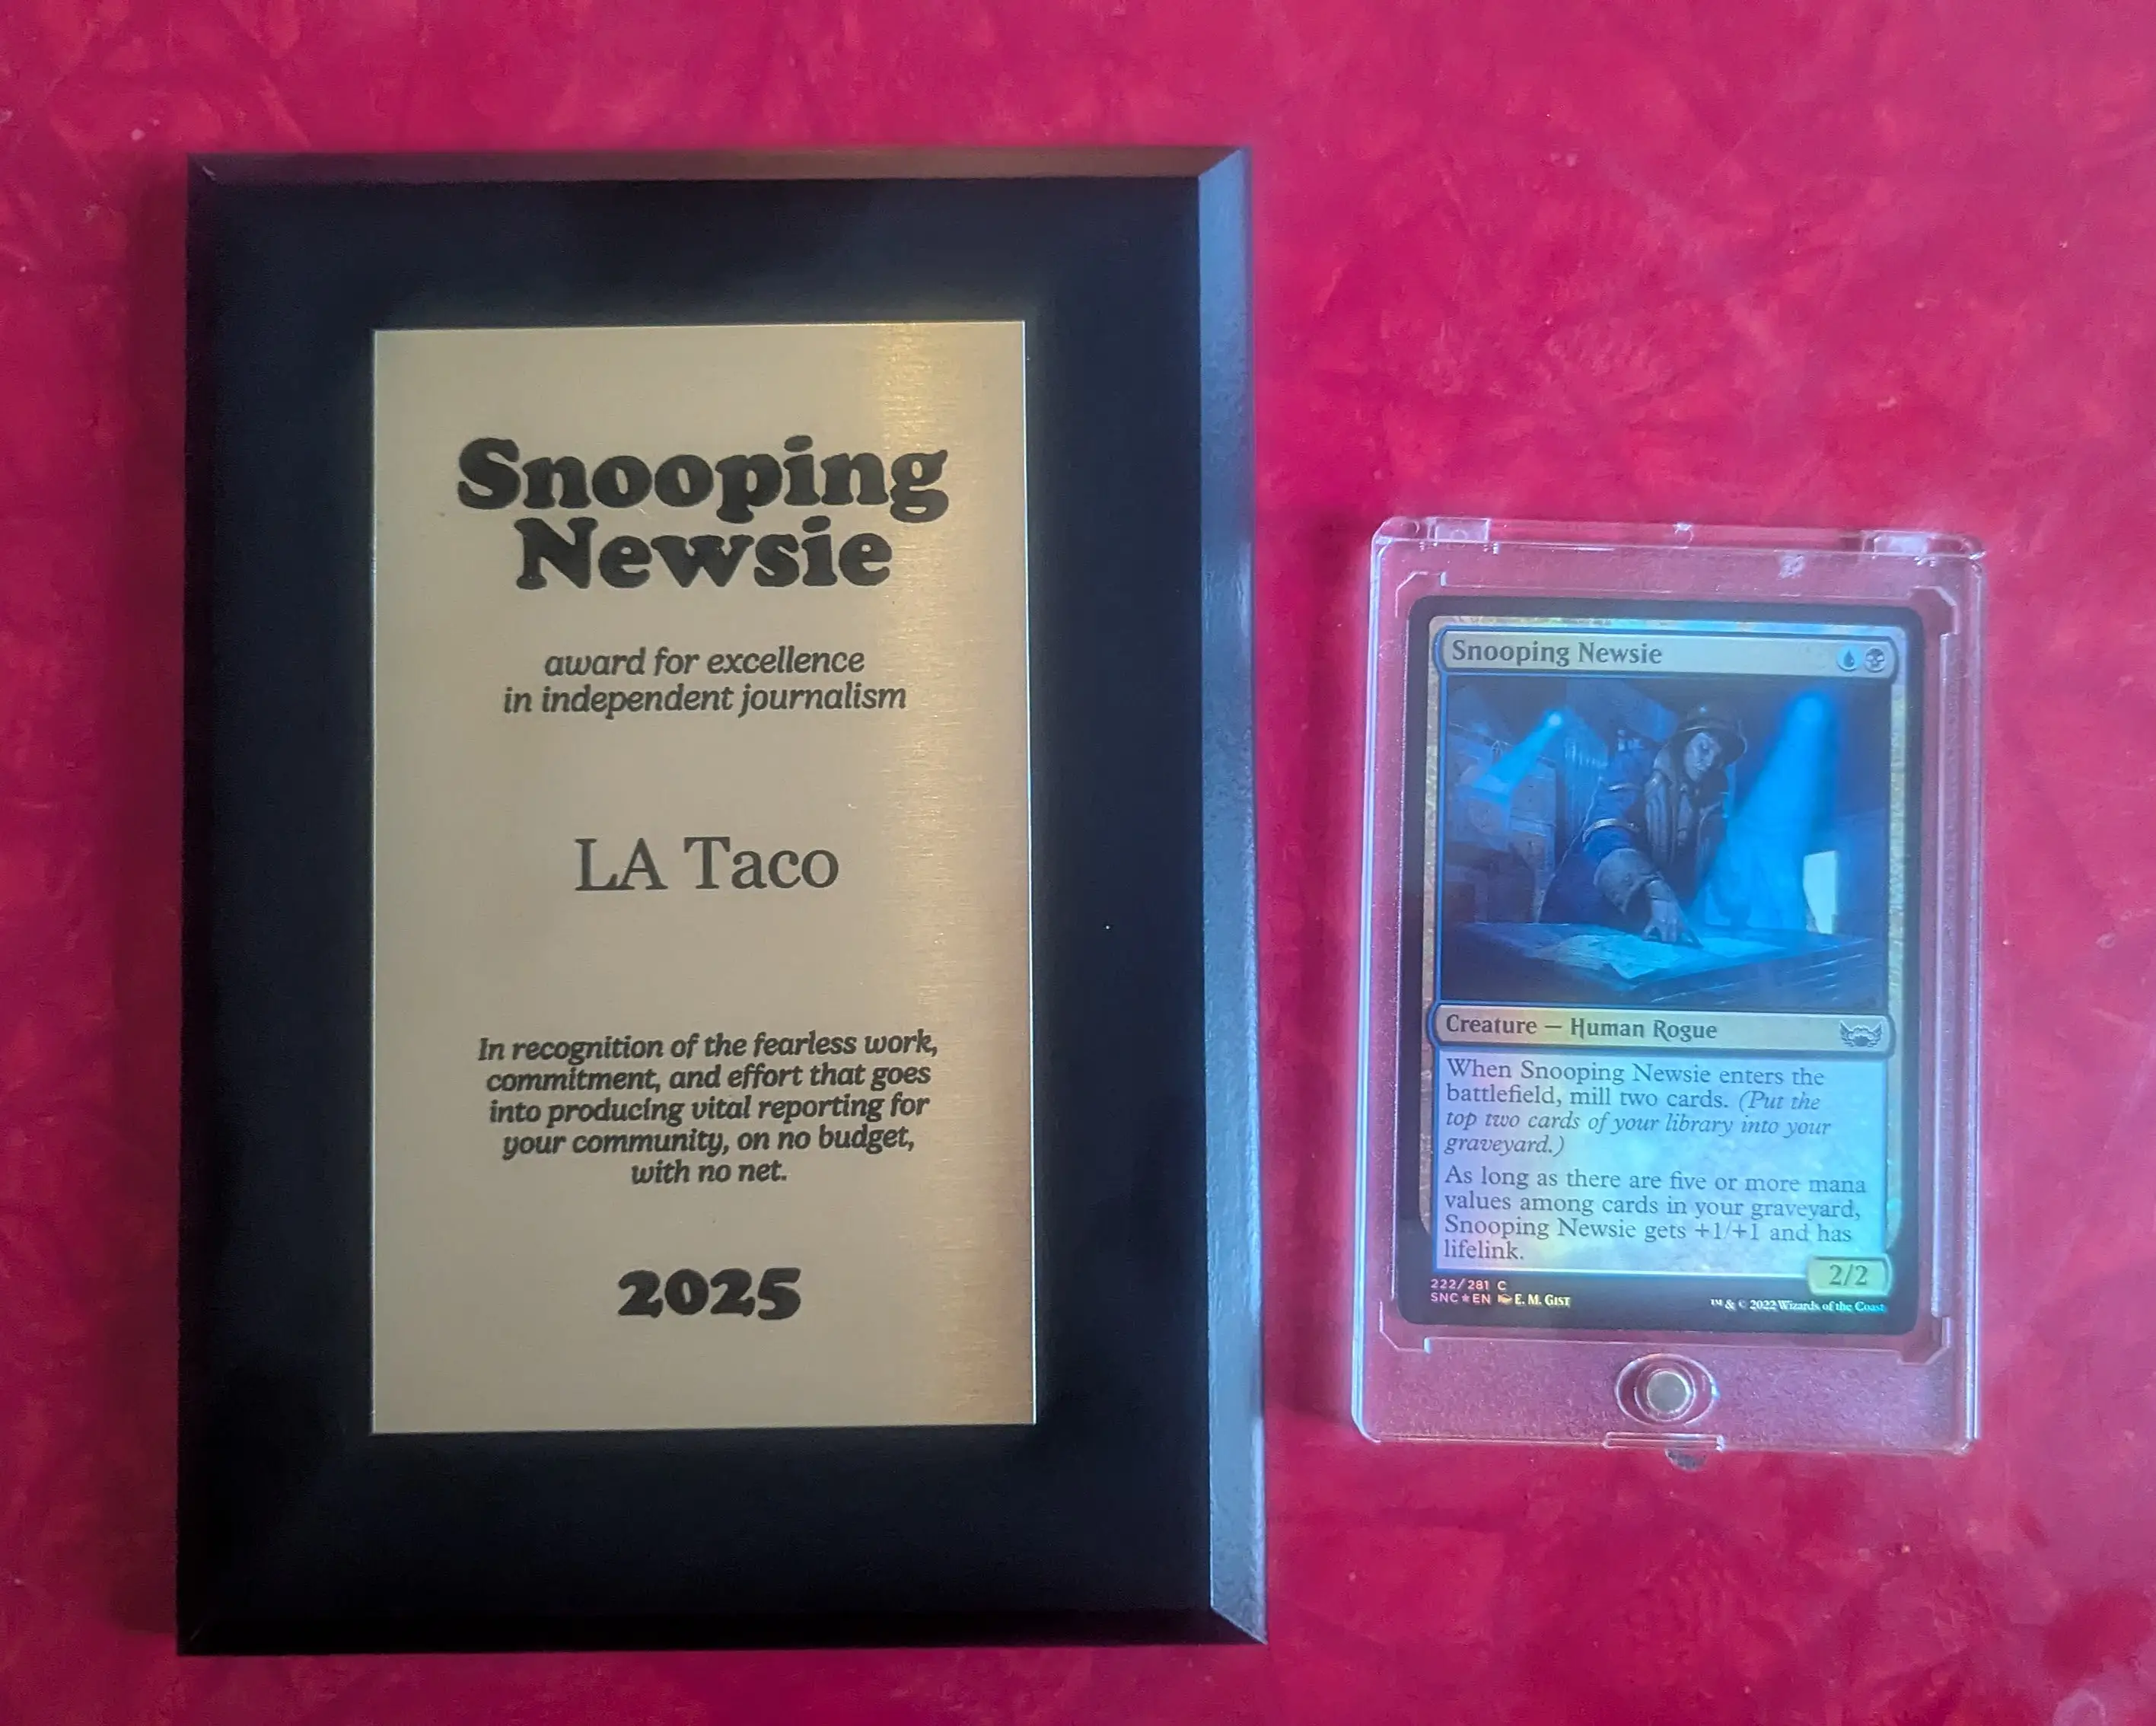 Snooping
Newsie
award for excellence
in independent journalism
LA Taco
In recognition of the fearless work,
commitment, and effort that goes
into producing vital reporting for
your community, on no budget,
with no net.
2025
Snooping Newsie
Creature — Human Rogue
When Snooping Newsie enters the
battlefield, mill two cards. (Put the
top two cards of your library into your
graveyard.)
As long as there are five or more mana
values among cards in your graveyard,
Snooping Newsie gets +1/+1 and has
lifelink.
2/2
222/281 C
SNC★EN E. M. Gist
™ & © 2022 Wizards of the Coast